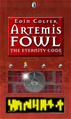 EOIN COLFER
ARTEMIS
FOWL
THE ETERNITY CODE